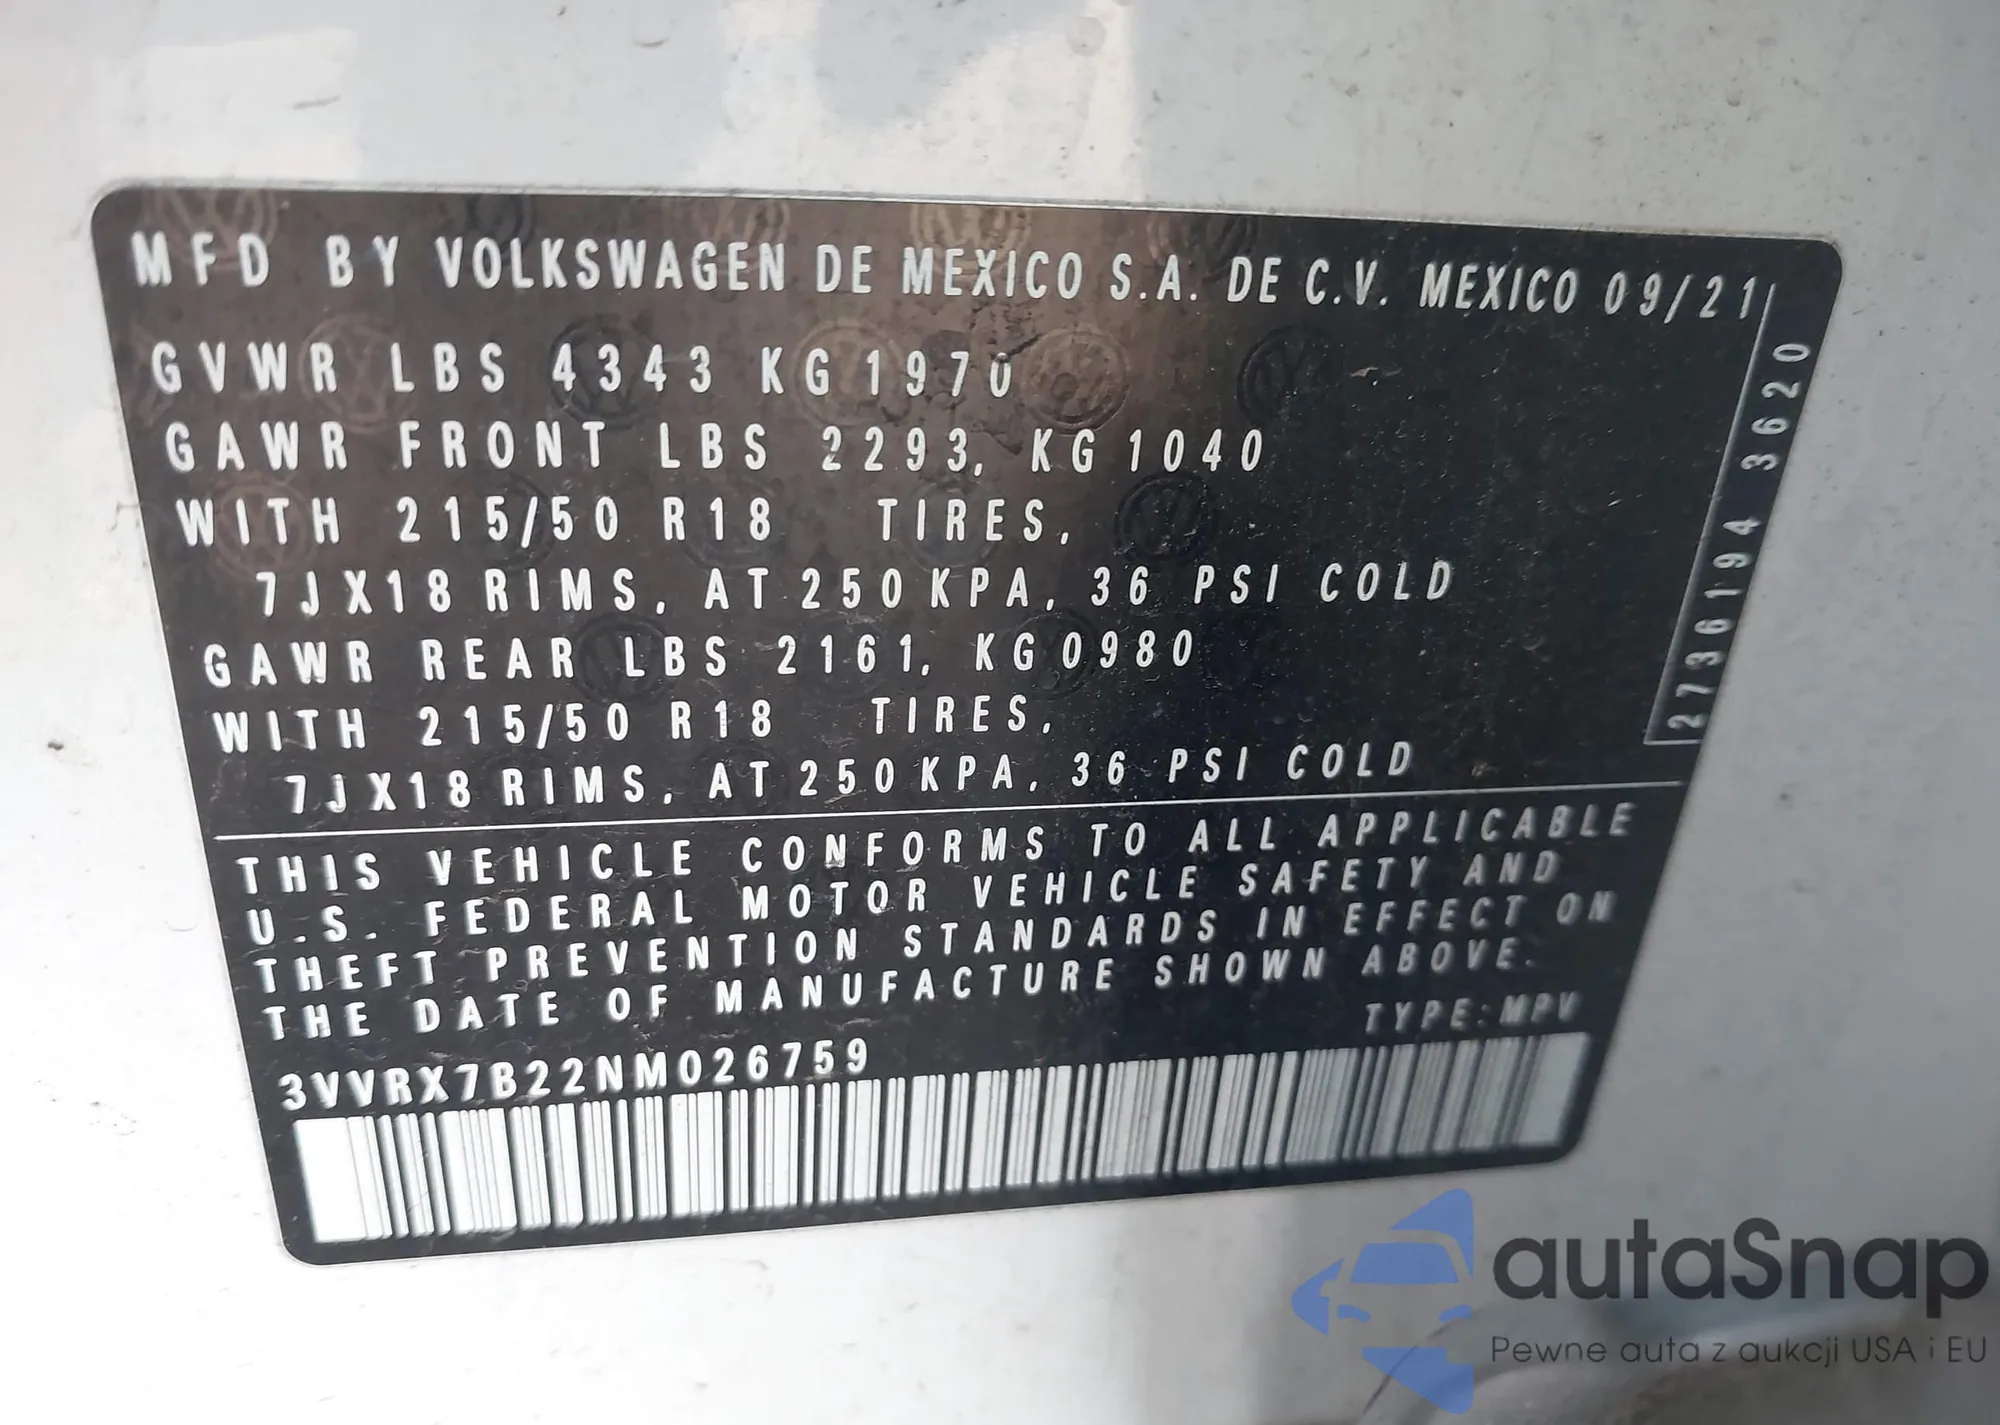 MFD BY VOLKSWAGEN DE MEXICO S.A. DE C.V. MEXICO 09/21
GVWR LBS 4343 KG 1970
GAWR FRONT LBS 2293, KG 1040
WITH 215/50 R18 TIRES,
7JX18 RIMS, AT 250 KPA, 36 PSI COLD
GAWR REAR LBS 2161, KG 0980
WITH 215/50 R18 TIRES,
7JX18 RIMS, AT 250 KPA, 36 PSI COLD
2736194 3620
THIS VEHICLE CONFORMS TO ALL APPLICABLE
U.S. FEDERAL MOTOR VEHICLE SAFETY AND
THEFT PREVENTION STANDARDS IN EFFECT ON
THE DATE OF MANUFACTURE SHOWN ABOVE.
TYPE: MPV
3VVRX7B22NM026759
autaSnap
Pewne auta z aukcji USA i EU